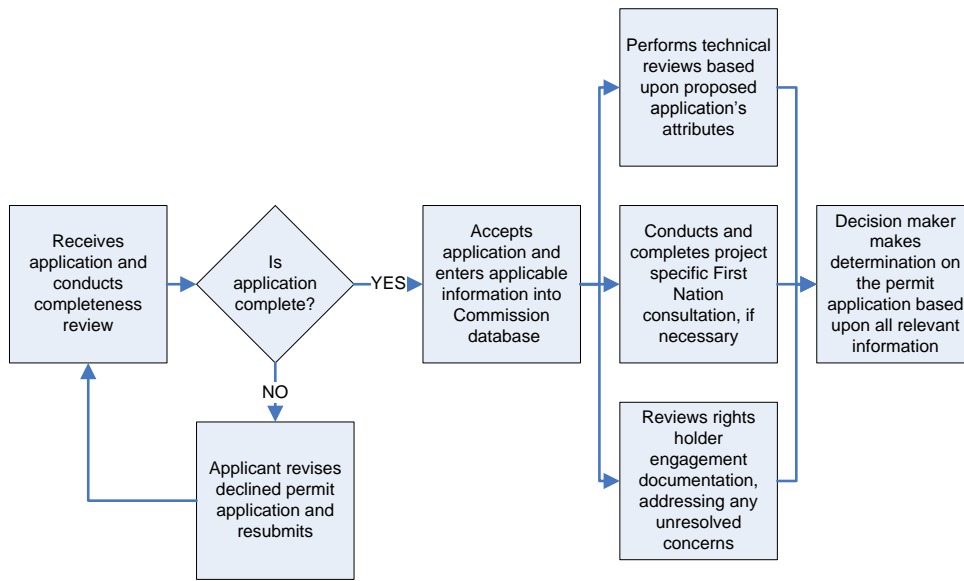 Receives
application and
conducts
completeness
review
Is
application
complete?
YES
NO
Applicant revises
declined permit
application and
resubmits
Accepts
application and
enters applicable
information into
Commission
database
Performs technical
reviews based
upon proposed
application’s
attributes
Conducts and
completes project
specific First
Nation
consultation, if
necessary
Reviews rights
holder
engagement
documentation,
addressing any
unresolved
concerns
Decision maker
makes
determination on
the permit
application based
upon all relevant
information